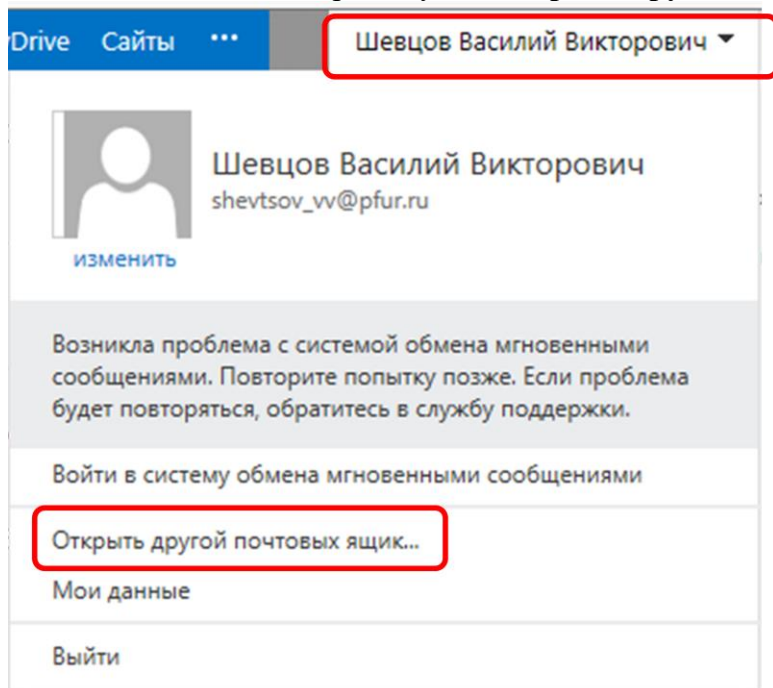 Drive Сайты ··· Шевцов Василий Викторович
Шевцов Василий Викторович
shevtsov_vv@pfur.ru
изменить
Возникла проблема с системой обмена мгновенными
сообщениями. Повторите попытку позже. Если проблема
будет повторяться, обратитесь в службу поддержки.
Войти в систему обмена мгновенными сообщениями
Открыть другой почтовых ящик...
Мои данные
Выйти